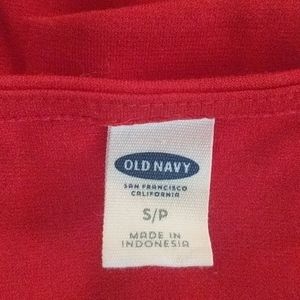 OLD NAVY
SAN FRANCISCO
CALIFORNIA
S/P
MADE IN
INDONESIA